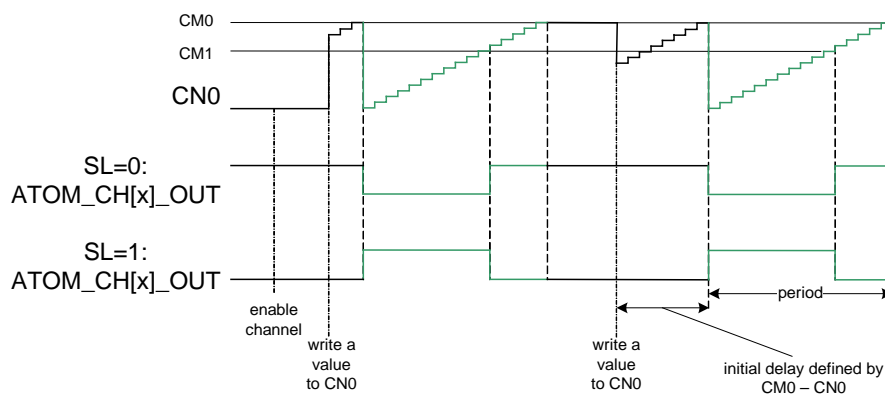 CM0
CM1
CN0
SL=0:
ATOM_CH[x]_OUT
SL=1:
ATOM_CH[x]_OUT
period
enable
channel
write a
value
to CN0
write a
value
to CN0
initial delay defined by
CM0 – CN0